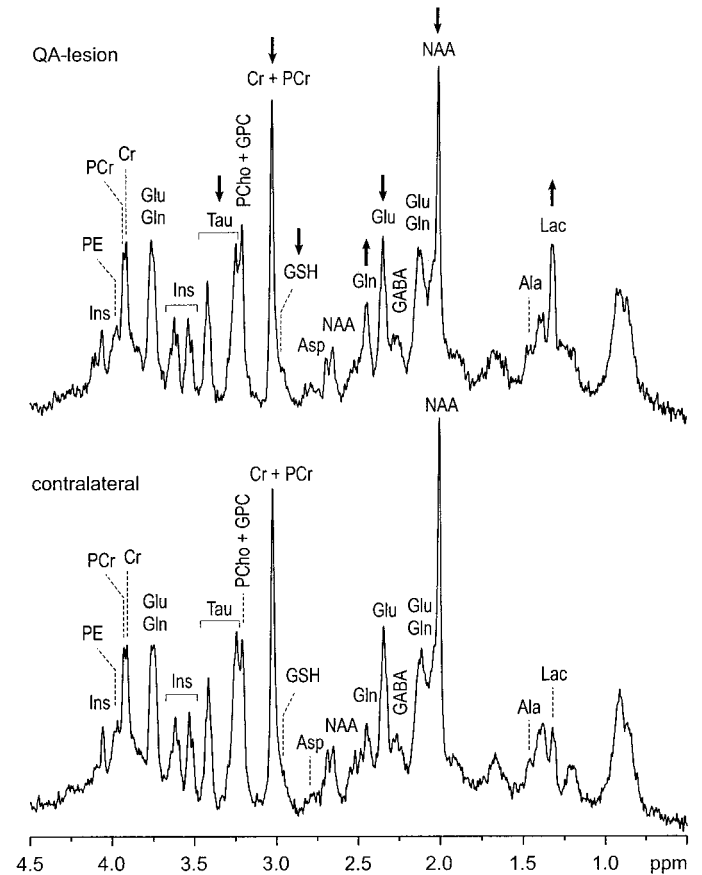 NAA
QA-lesion
Cr + PCr
PCho + GPC
Cr
PCr
Glu
Gln
Tau
Glu
Glu
Gln
Lac
PE
GSH
Gln
GABA
Ala
Ins
Ins
NAA
Asp
NAA
contralateral
Cr + PCr
PCho + GPC
Cr
PCr
Glu
Gln
Tau
Glu
Glu
Gln
PE
Ins
GSH
Gln
GABA
Lac
Ins
NAA
Ala
Asp
4.5 4.0 3.5 3.0 2.5 2.0 1.5 1.0 ppm